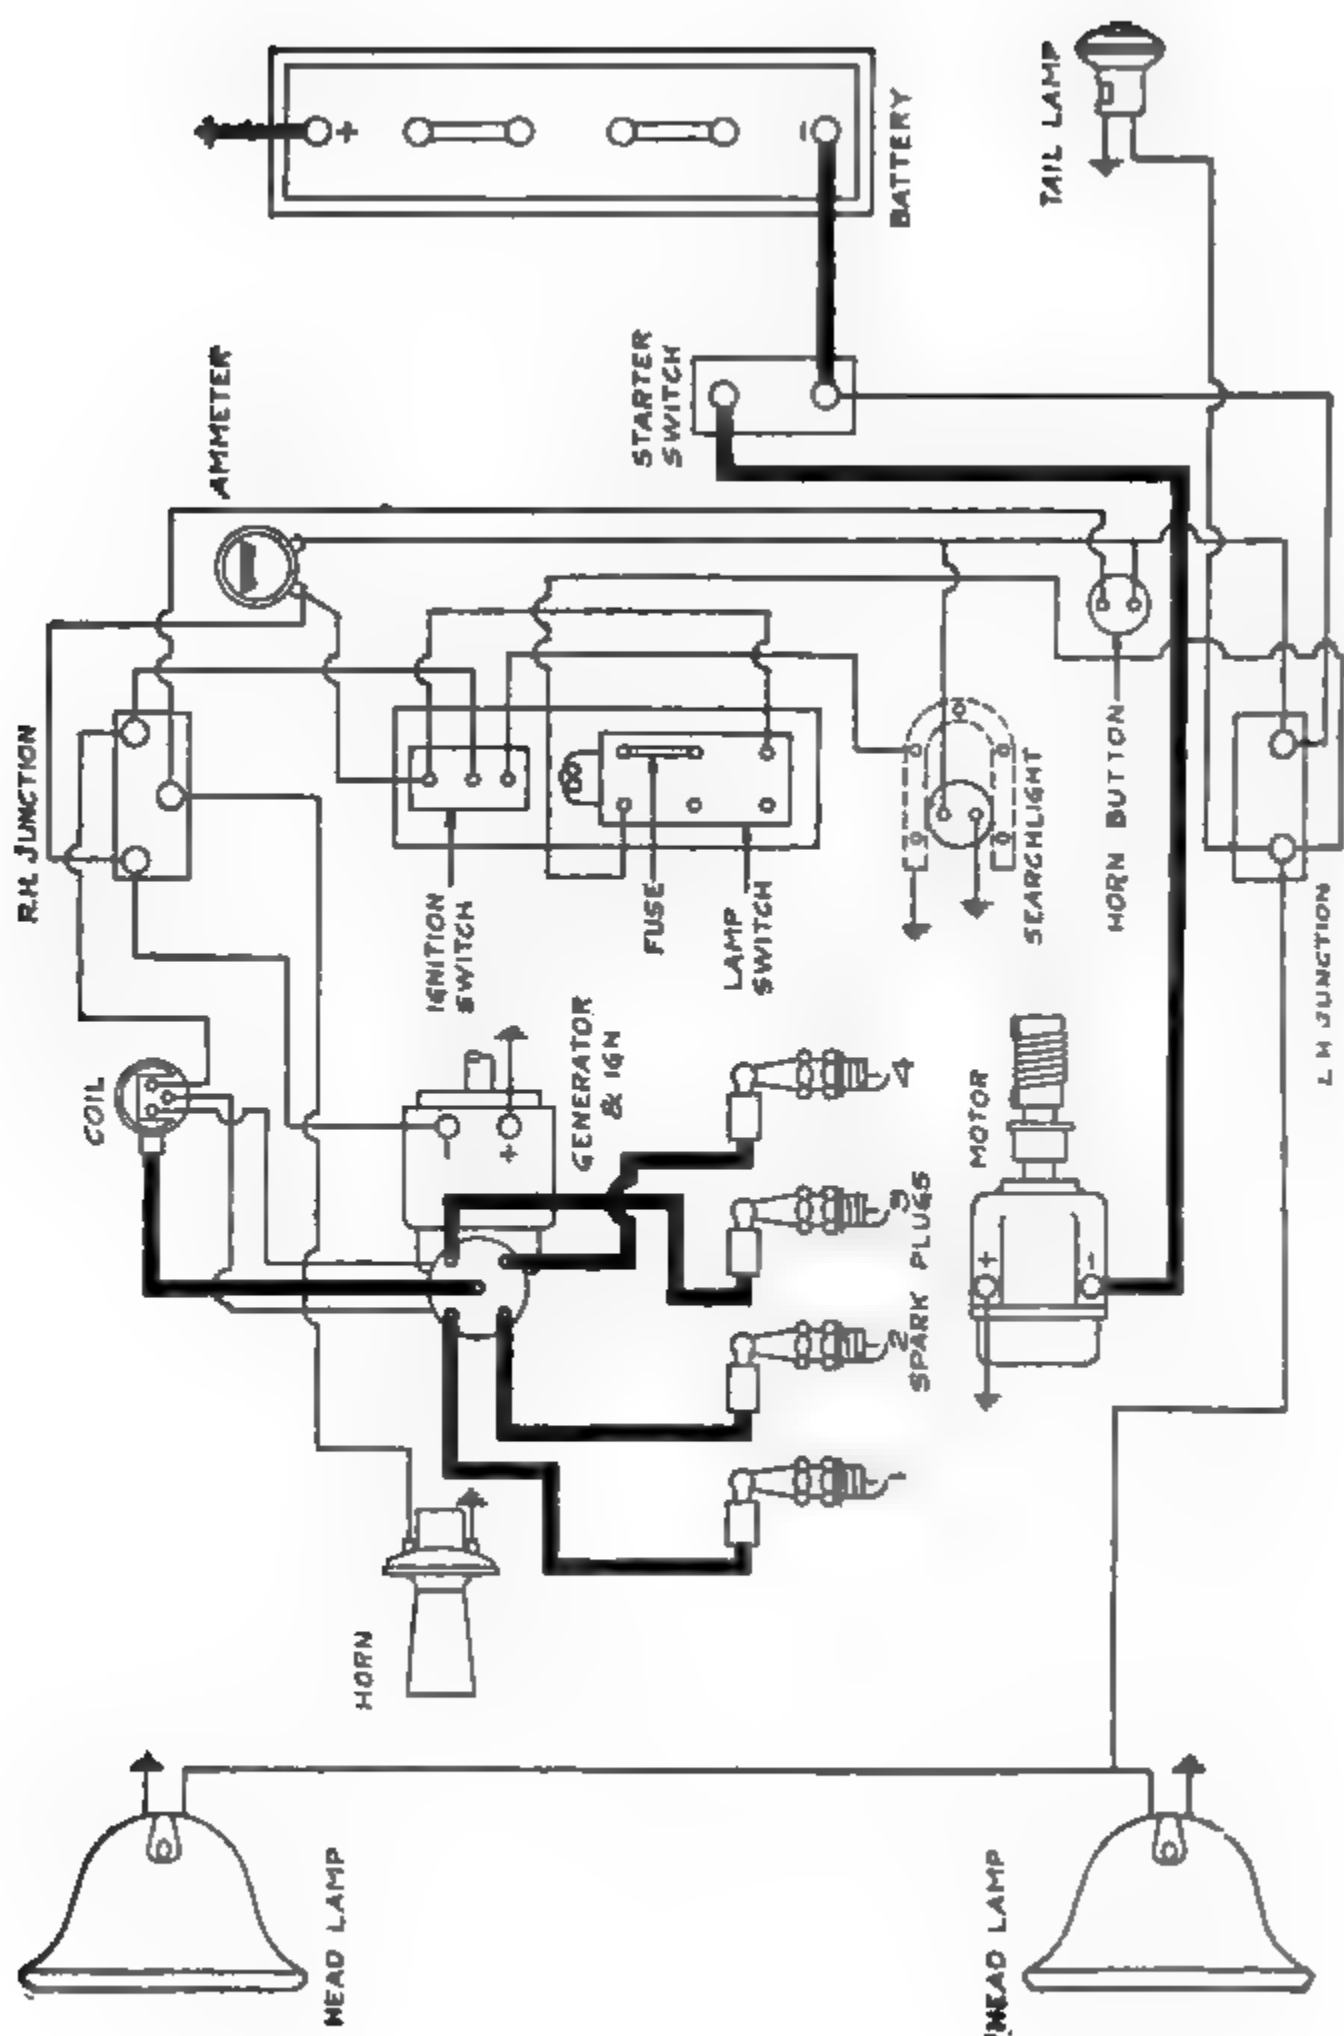 TAIL LAMP
+
-
BATTERY
AMMETER
STARTER
SWITCH
R.H. JUNCTION
IGNITION
SWITCH
FUSE
LAMP
SWITCH
SEARCHLIGHT
HORN BUTTON
L H JUNCTION
COIL
GENERATOR
& IGN
-
+
MOTOR
+
-
4
3
2
1
SPARK PLUGS
HORN
HEAD LAMP
HEAD LAMP